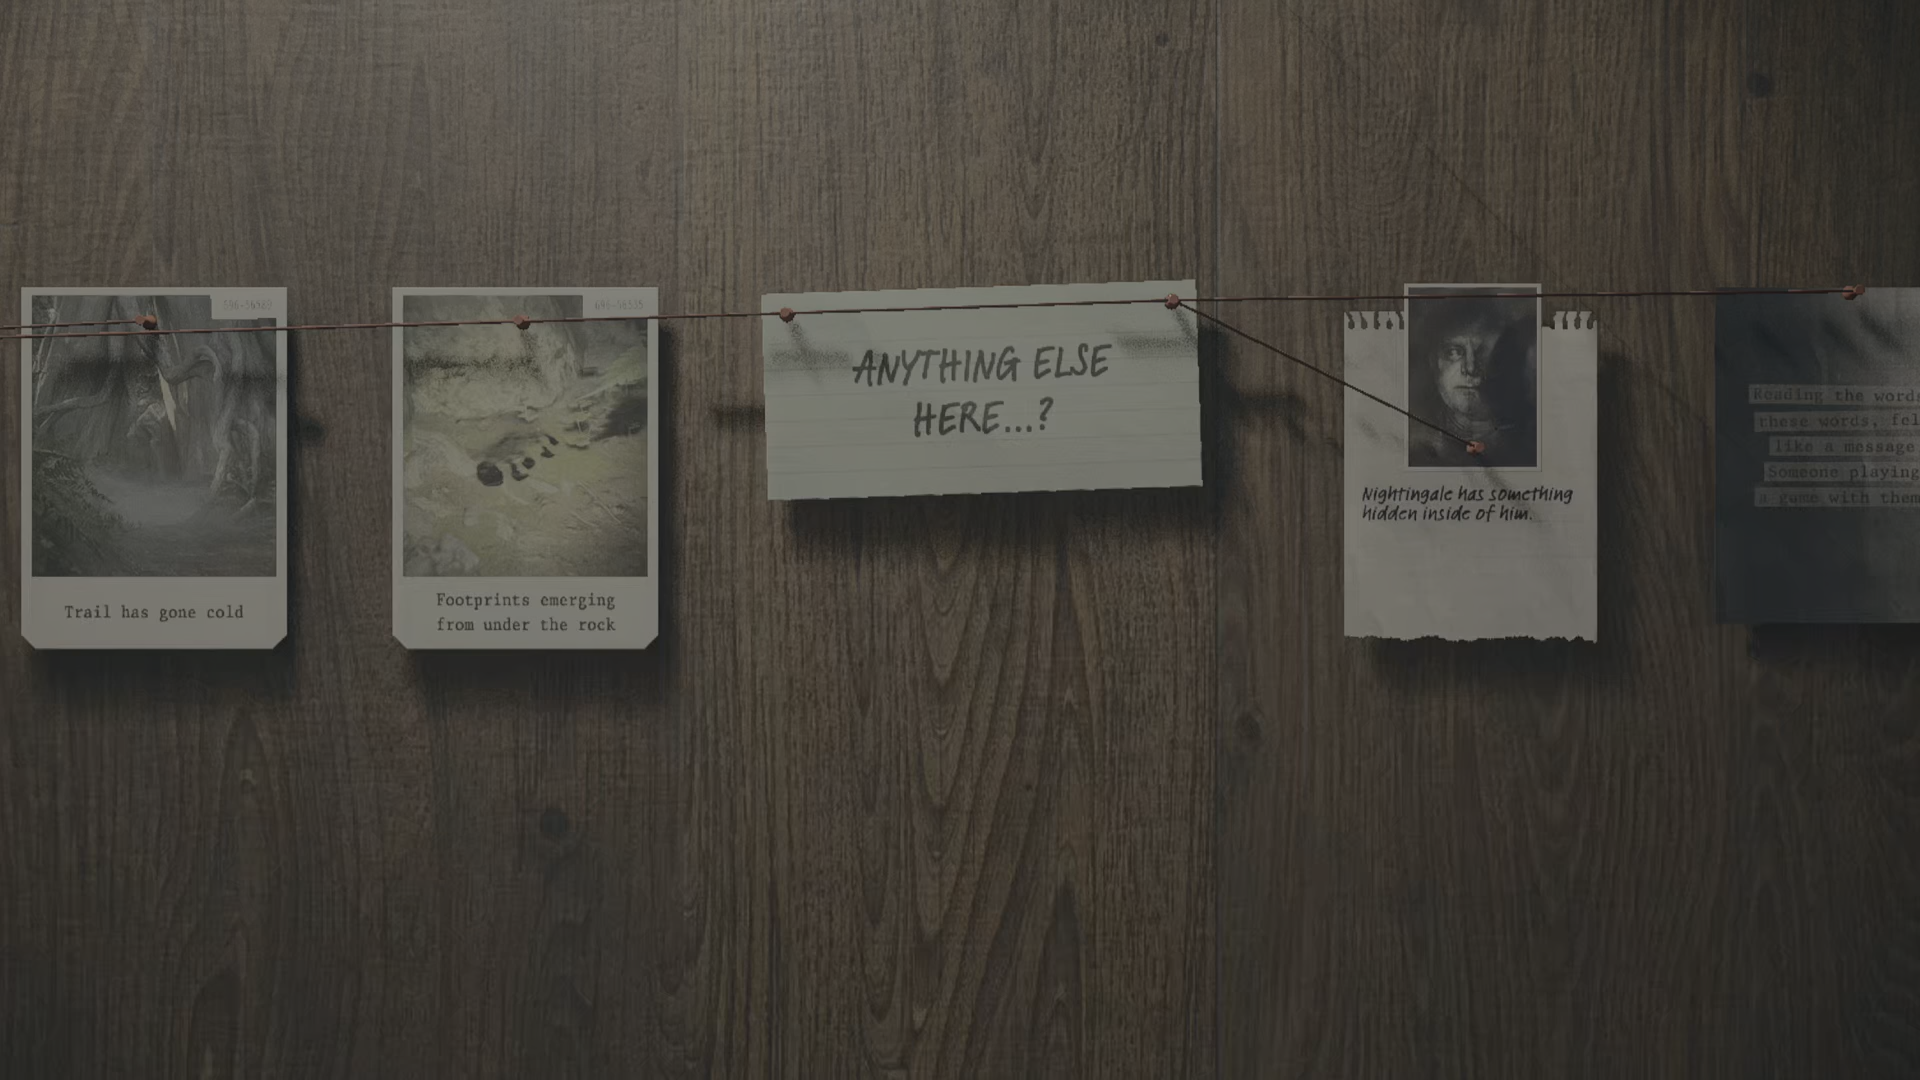 Trail has gone cold
Footprints emerging
from under the rock
ANYTHING ELSE
HERE...?
Nightingale has something
hidden inside of him.
Reading the words
these words, fel
like a message
Someone playing
a game with them